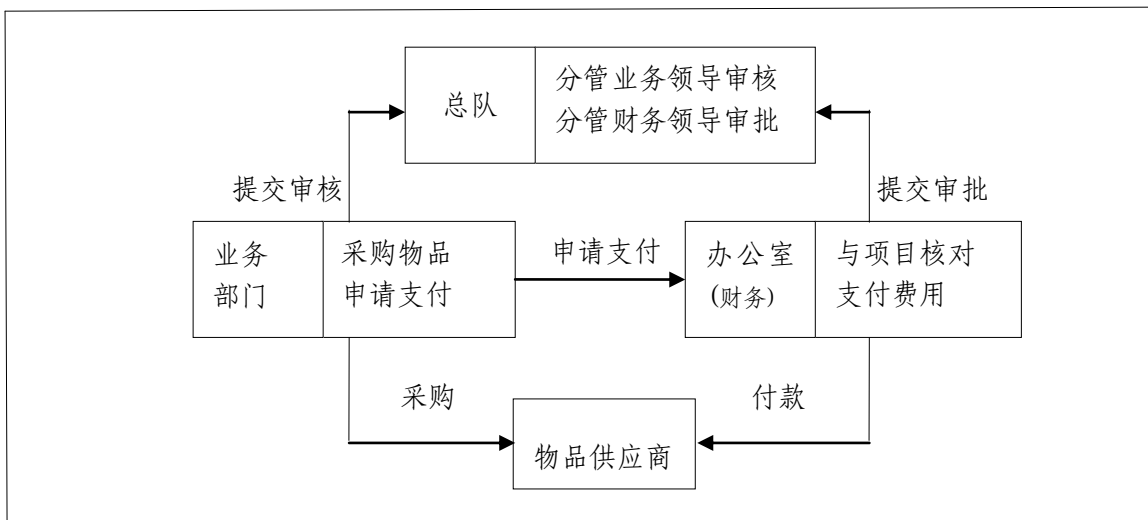 总队
分管业务领导审核
分管财务领导审批
提交审核
提交审批
业务
部门
采购物品
申请支付
申请支付
办公室
(财务)
与项目核对
支付费用
采购
付款
物品供应商